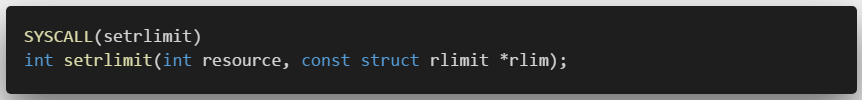 SYSCALL(setrlimit)
int setrlimit(int resource, const struct rlimit *rlim);